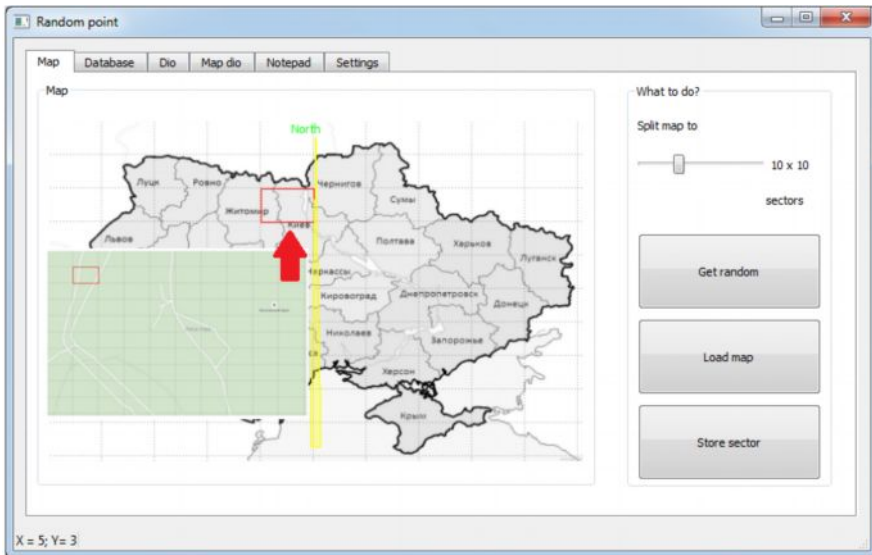 Random point
Map Database Dio Map dio Notepad Settings
Map
North
Луцк
Ровно
Житомир
Киев
Чернигов
Сумы
Львов
Полтава
Харьков
Луганск
Черкассы
Кировоград
Днепропетровск
Донецк
Николаев
Запорожье
Херсон
Крым
What to do?
Split map to
10 x 10
sectors
Get random
Load map
Store sector
X = 5; Y= 3